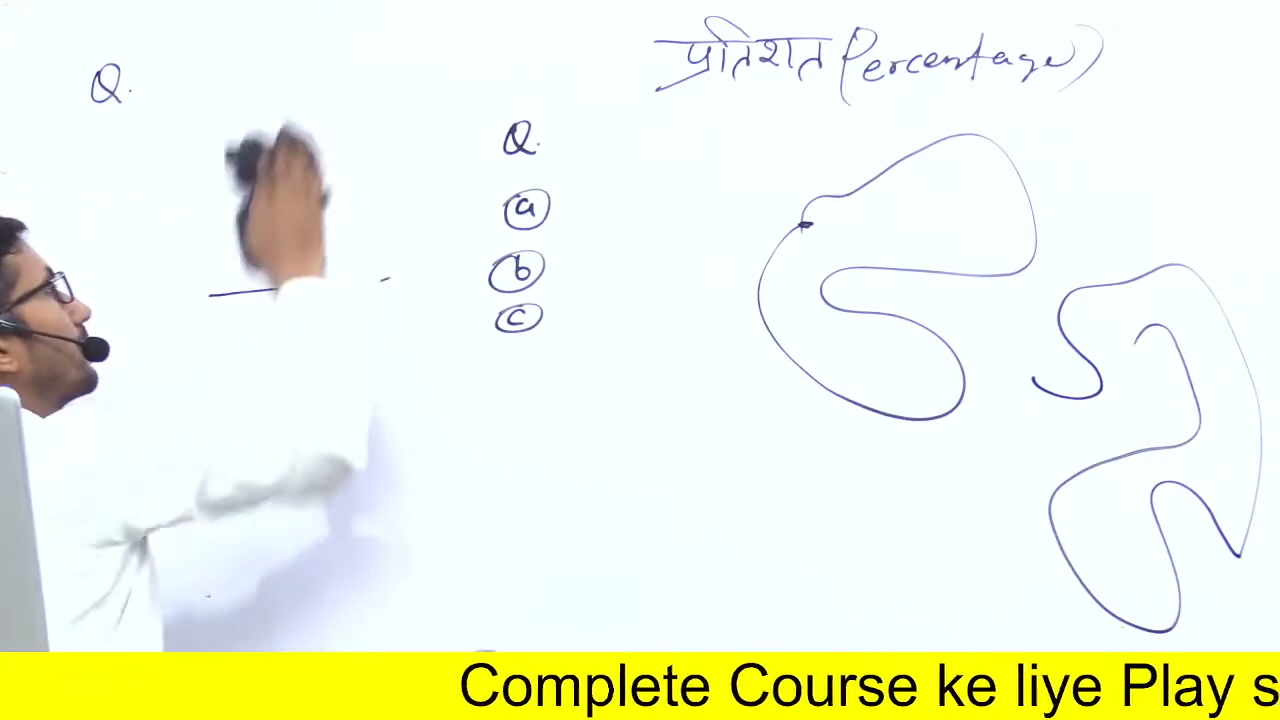 प्रतिशत (Percentage)
Q.
Q.
a
b
c
Complete Course ke liye Play s